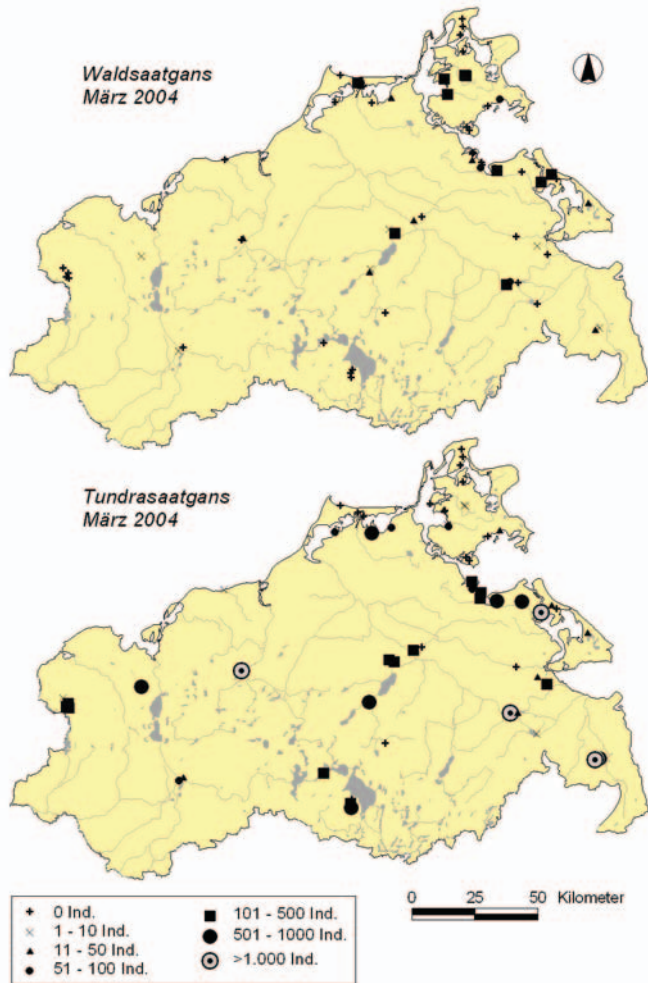 Waldsaatgans
März 2004
Tundrasaatgans
März 2004
0 Ind.
1 - 10 Ind.
11 - 50 Ind.
51 - 100 Ind.
101 - 500 Ind.
501 - 1000 Ind.
>1.000 Ind.
0 25 50 Kilometer